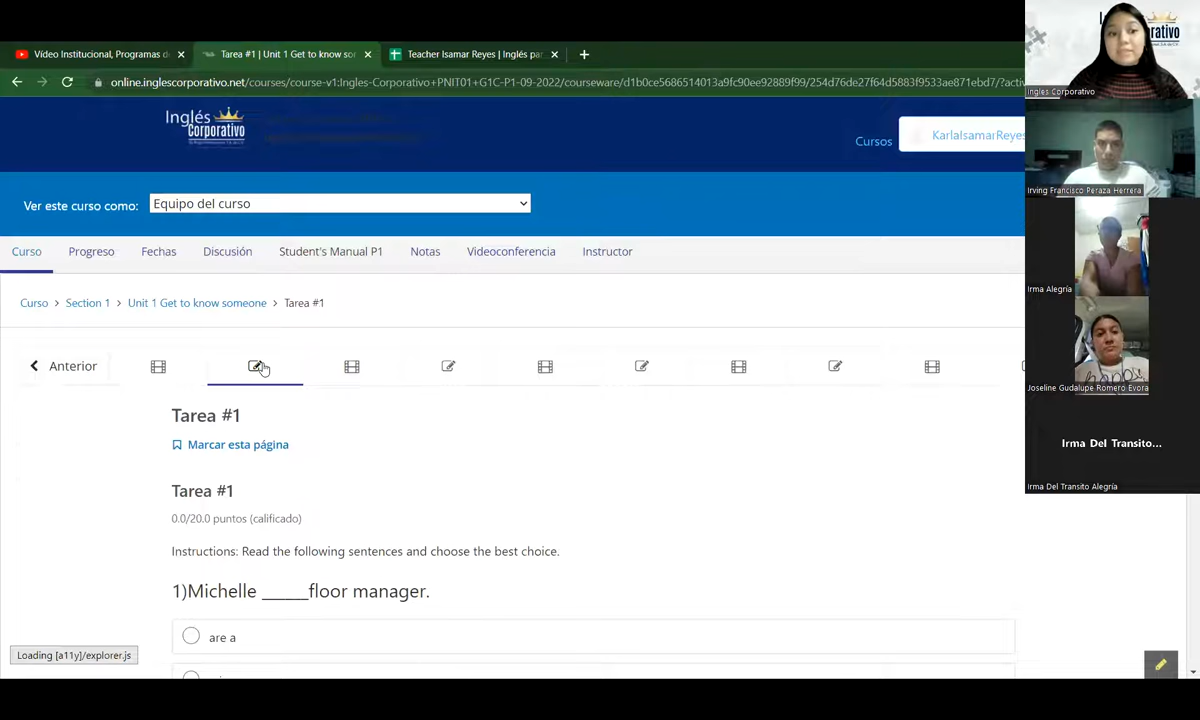 Vídeo Institucional, Programas d
Tarea #1 | Unit 1 Get to know so
Teacher Isamar Reyes | Inglés pa
online.inglescorporativo.net/courses/course-v1:Ingles-Corporativo+PNIT01+G1C-P1-09-2022/courseware/d1b0ce5686514013a9fc90ee92889f99/254d76de27f64d5883f9533ae871ebd7/?acti
Inglés
Corporativo
Cursos
KarlaIsamarReyes
Ver este curso como:
Equipo del curso
Curso
Progreso
Fechas
Discusión
Student's Manual P1
Notas
Videoconferencia
Instructor
Curso > Section 1 > Unit 1 Get to know someone > Tarea #1
Anterior
Tarea #1
Marcar esta página
Tarea #1
0.0/20.0 puntos (calificado)
Instructions: Read the following sentences and choose the best choice.
1)Michelle ______floor manager.
are a
Loading [a11y]/explorer.js
Ingles Corporativo
Irving Francisco Peraza Herrera
Irma Alegría
Joseline Gudalupe Romero Evora
Irma Del Transito...
Irma Del Transito Alegría